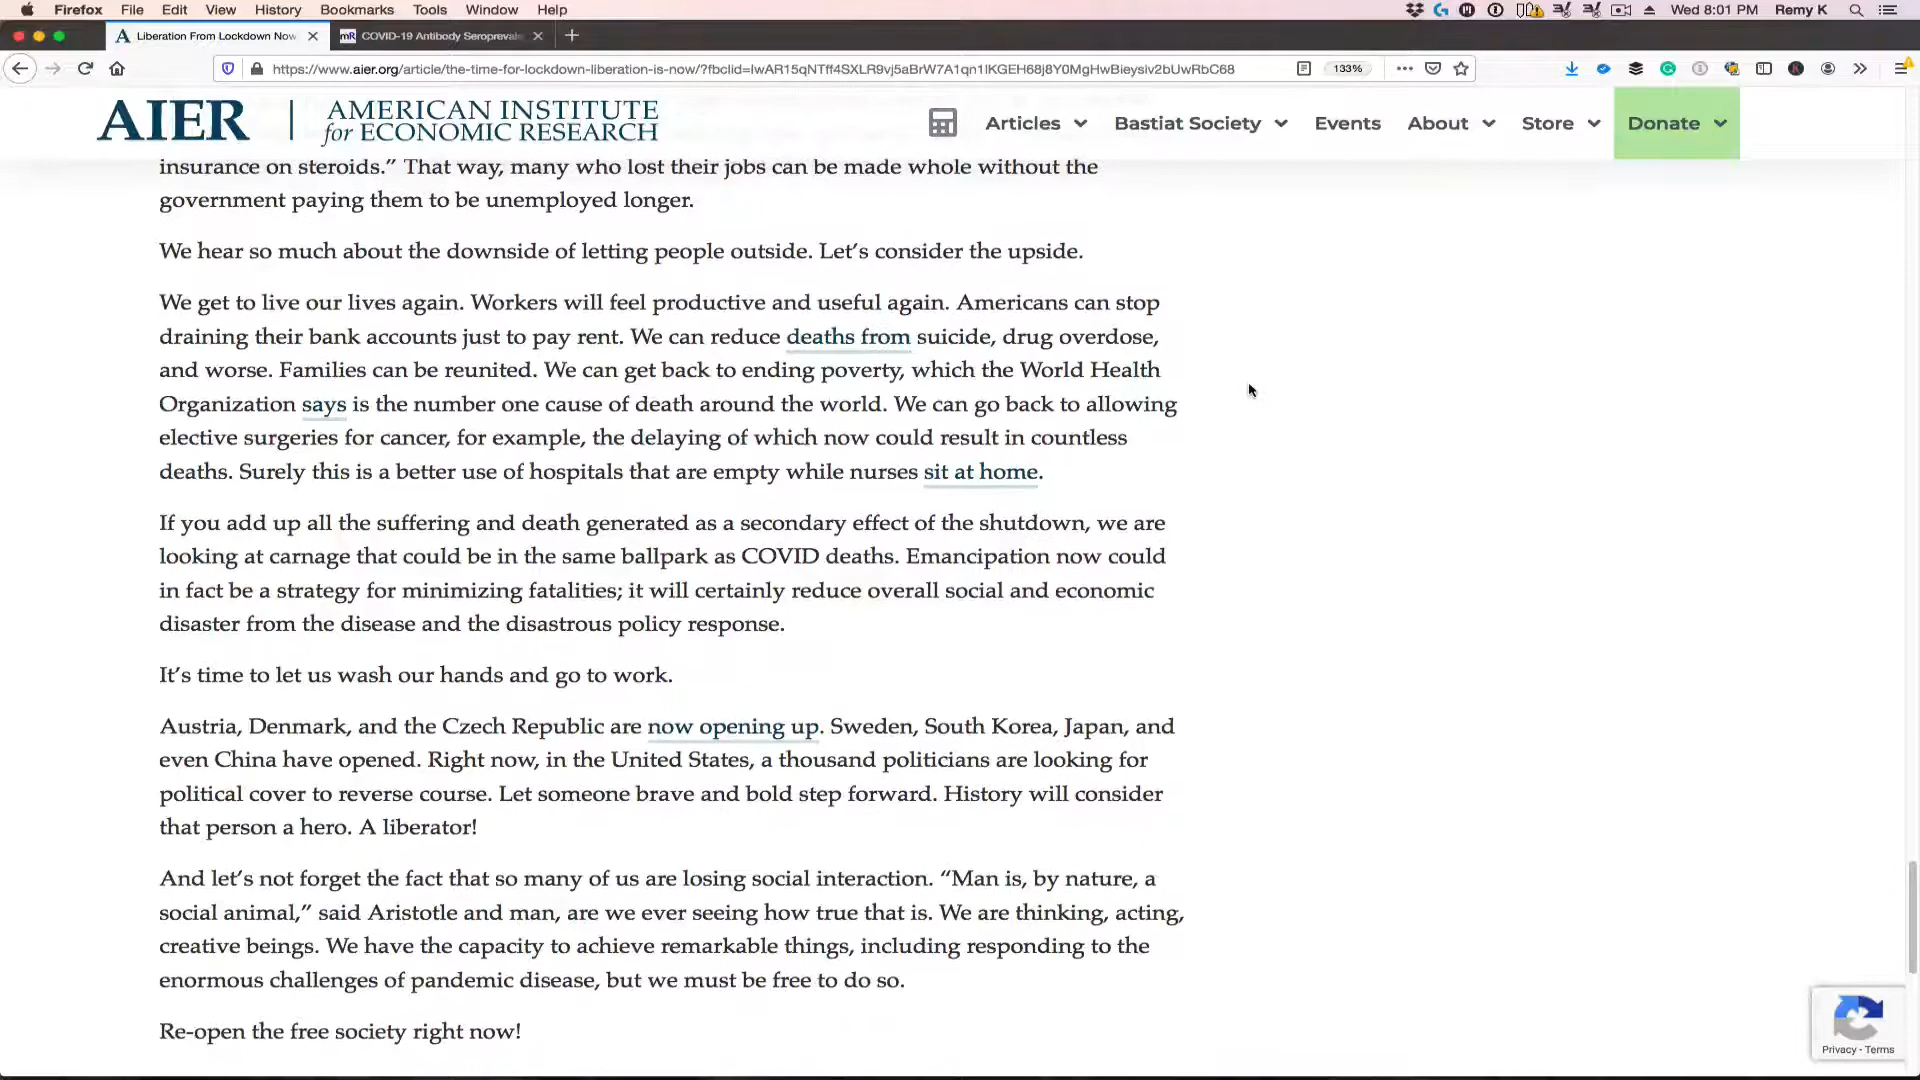 Firefox File Edit View History Bookmarks Tools Window Help Wed 8:01 PM Remy K
Liberation From Lockdown Now
mR COVID-19 Antibody Seropreval
https://www.aier.org/article/the-time-for-lockdown-liberation-is-now/?fbclid=IwAR15qNTff4SXLR9vj5aBrW7A1qn1lKGEH68j8Y0MgHwBieysiv2bUwRbC68 133%
AIER AMERICAN INSTITUTE
for ECONOMIC RESEARCH
Articles Bastiat Society Events About Store Donate
insurance on steroids.” That way, many who lost their jobs can be made whole without the
government paying them to be unemployed longer.
We hear so much about the downside of letting people outside. Let’s consider the upside.
We get to live our lives again. Workers will feel productive and useful again. Americans can stop
draining their bank accounts just to pay rent. We can reduce deaths from suicide, drug overdose,
and worse. Families can be reunited. We can get back to ending poverty, which the World Health
Organization says is the number one cause of death around the world. We can go back to allowing
elective surgeries for cancer, for example, the delaying of which now could result in countless
deaths. Surely this is a better use of hospitals that are empty while nurses sit at home.
If you add up all the suffering and death generated as a secondary effect of the shutdown, we are
looking at carnage that could be in the same ballpark as COVID deaths. Emancipation now could
in fact be a strategy for minimizing fatalities; it will certainly reduce overall social and economic
disaster from the disease and the disastrous policy response.
It’s time to let us wash our hands and go to work.
Austria, Denmark, and the Czech Republic are now opening up. Sweden, South Korea, Japan, and
even China have opened. Right now, in the United States, a thousand politicians are looking for
political cover to reverse course. Let someone brave and bold step forward. History will consider
that person a hero. A liberator!
And let’s not forget the fact that so many of us are losing social interaction. “Man is, by nature, a
social animal,” said Aristotle and man, are we ever seeing how true that is. We are thinking, acting,
creative beings. We have the capacity to achieve remarkable things, including responding to the
enormous challenges of pandemic disease, but we must be free to do so.
Re-open the free society right now!
Privacy - Terms